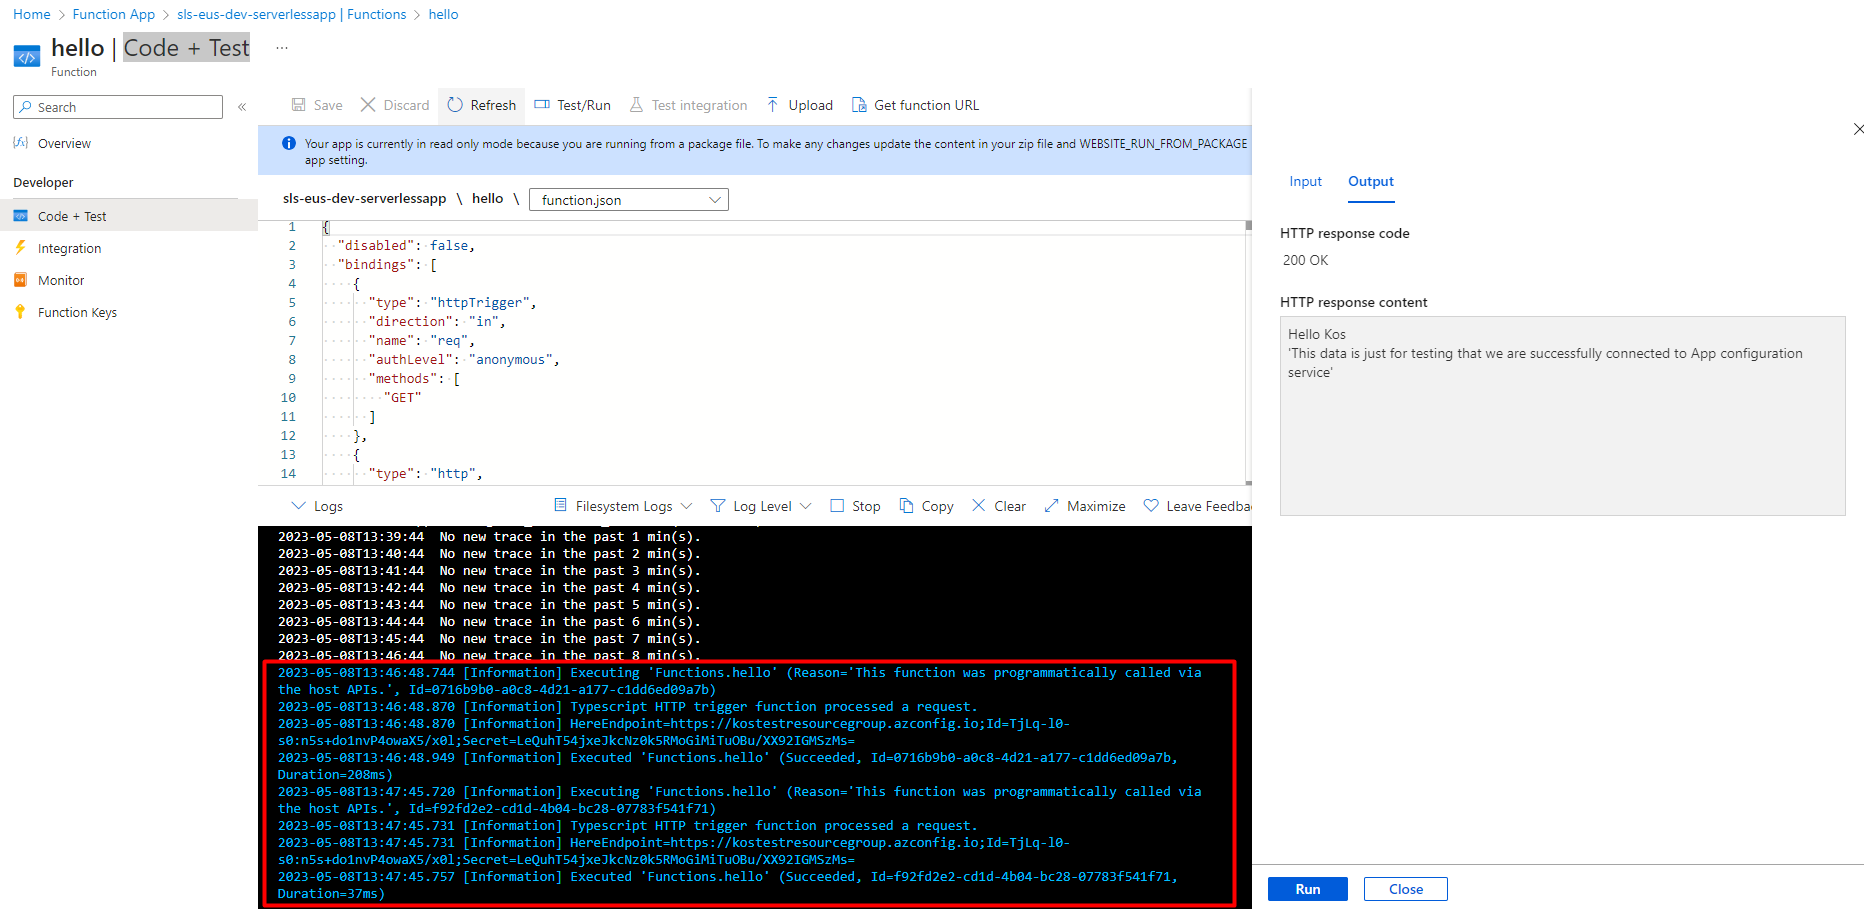 Home > Function App > sls-eus-dev-serverlessapp | Functions > hello
hello | Code + Test ...
Function
Search «
Overview
Developer
Code + Test
Integration
Monitor
Function Keys
Save Discard Refresh Test/Run Test integration Upload Get function URL
Your app is currently in read only mode because you are running from a package file. To make any changes update the content in your zip file and WEBSITE_RUN_FROM_PACKAGE
app setting.
sls-eus-dev-serverlessapp \ hello \ function.json
1 {
2 "disabled": false,
3 "bindings": [
4 {
5 "type": "httpTrigger",
6 "direction": "in",
7 "name": "req",
8 "authLevel": "anonymous",
9 "methods": [
10 "GET"
11 ]
12 },
13 {
14 "type": "http",
Logs Filesystem Logs Log Level Stop Copy Clear Maximize Leave Feedba
2023-05-08T13:39:44 No new trace in the past 1 min(s).
2023-05-08T13:40:44 No new trace in the past 2 min(s).
2023-05-08T13:41:44 No new trace in the past 3 min(s).
2023-05-08T13:42:44 No new trace in the past 4 min(s).
2023-05-08T13:43:44 No new trace in the past 5 min(s).
2023-05-08T13:44:44 No new trace in the past 6 min(s).
2023-05-08T13:45:44 No new trace in the past 7 min(s).
2023-05-08T13:46:44 No new trace in the past 8 min(s).
2023-05-08T13:46:48.744 [Information] Executing 'Functions.hello' (Reason='This function was programmatically called via
the host APIs.', Id=0716b9b0-a0c8-4d21-a177-c1dd6ed09a7b)
2023-05-08T13:46:48.870 [Information] Typescript HTTP trigger function processed a request.
2023-05-08T13:46:48.870 [Information] HereEndpoint=https://kostestresourcegroup.azconfig.io;Id=TjLq-l0-
s0:n5s+do1nvP4owaX5/x0l;Secret=LeQuhT54jxeJkcNz0k5RMoGiMiTuOBu/XX92IGMSzMs=
2023-05-08T13:46:48.949 [Information] Executed 'Functions.hello' (Succeeded, Id=0716b9b0-a0c8-4d21-a177-c1dd6ed09a7b,
Duration=208ms)
2023-05-08T13:47:45.720 [Information] Executing 'Functions.hello' (Reason='This function was programmatically called via
the host APIs.', Id=f92fd2e2-cd1d-4b04-bc28-07783f541f71)
2023-05-08T13:47:45.731 [Information] Typescript HTTP trigger function processed a request.
2023-05-08T13:47:45.731 [Information] HereEndpoint=https://kostestresourcegroup.azconfig.io;Id=TjLq-l0-
s0:n5s+do1nvP4owaX5/x0l;Secret=LeQuhT54jxeJkcNz0k5RMoGiMiTuOBu/XX92IGMSzMs=
2023-05-08T13:47:45.757 [Information] Executed 'Functions.hello' (Succeeded, Id=f92fd2e2-cd1d-4b04-bc28-07783f541f71,
Duration=37ms)
Input Output
HTTP response code
200 OK
HTTP response content
Hello Kos
'This data is just for testing that we are successfully connected to App configuration
service'
Run Close